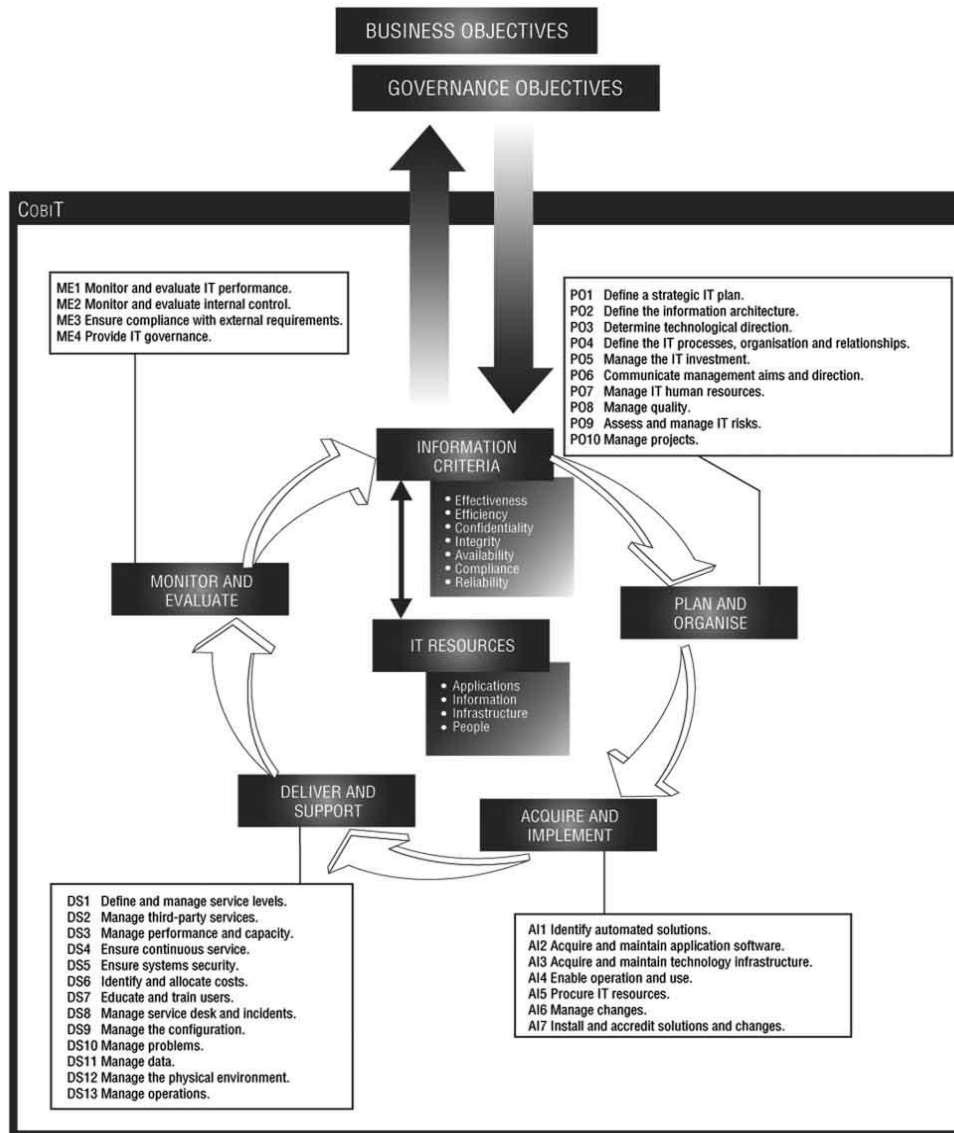 BUSINESS OBJECTIVES
GOVERNANCE OBJECTIVES
COBIT
ME1 Monitor and evaluate IT performance.
ME2 Monitor and evaluate internal control.
ME3 Ensure compliance with external requirements.
ME4 Provide IT governance.
PO1 Define a strategic IT plan.
PO2 Define the information architecture.
PO3 Determine technological direction.
PO4 Define the IT processes, organisation and relationships.
PO5 Manage the IT investment.
PO6 Communicate management aims and direction.
PO7 Manage IT human resources.
PO8 Manage quality.
PO9 Assess and manage IT risks.
PO10 Manage projects.
INFORMATION
CRITERIA
• Effectiveness
• Efficiency
• Confidentiality
• Integrity
• Availability
• Compliance
• Reliability
MONITOR AND
EVALUATE
PLAN AND
ORGANISE
IT RESOURCES
• Applications
• Information
• Infrastructure
• People
DELIVER AND
SUPPORT
ACQUIRE AND
IMPLEMENT
DS1 Define and manage service levels.
DS2 Manage third-party services.
DS3 Manage performance and capacity.
DS4 Ensure continuous service.
DS5 Ensure systems security.
DS6 Identify and allocate costs.
DS7 Educate and train users.
DS8 Manage service desk and incidents.
DS9 Manage the configuration.
DS10 Manage problems.
DS11 Manage data.
DS12 Manage the physical environment.
DS13 Manage operations.
AI1 Identify automated solutions.
AI2 Acquire and maintain application software.
AI3 Acquire and maintain technology infrastructure.
AI4 Enable operation and use.
AI5 Procure IT resources.
AI6 Manage changes.
AI7 Install and accredit solutions and changes.